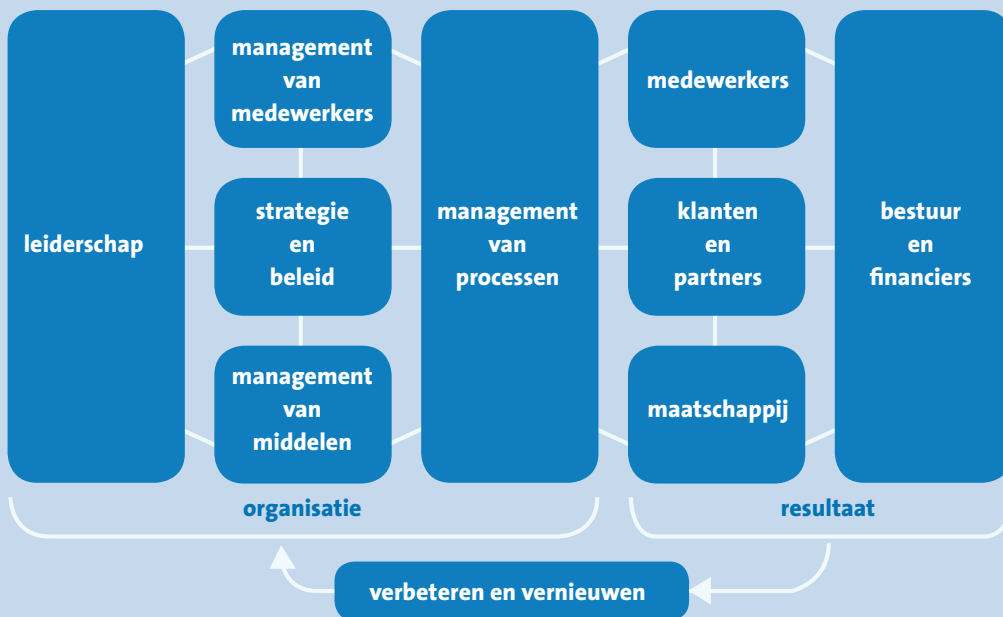 leiderschap
management
van
medewerkers
strategie
en
beleid
management
van
middelen
management
van
processen
medewerkers
klanten
en
partners
maatschappij
bestuur
en
financiers
organisatie
resultaat
verbeteren en vernieuwen